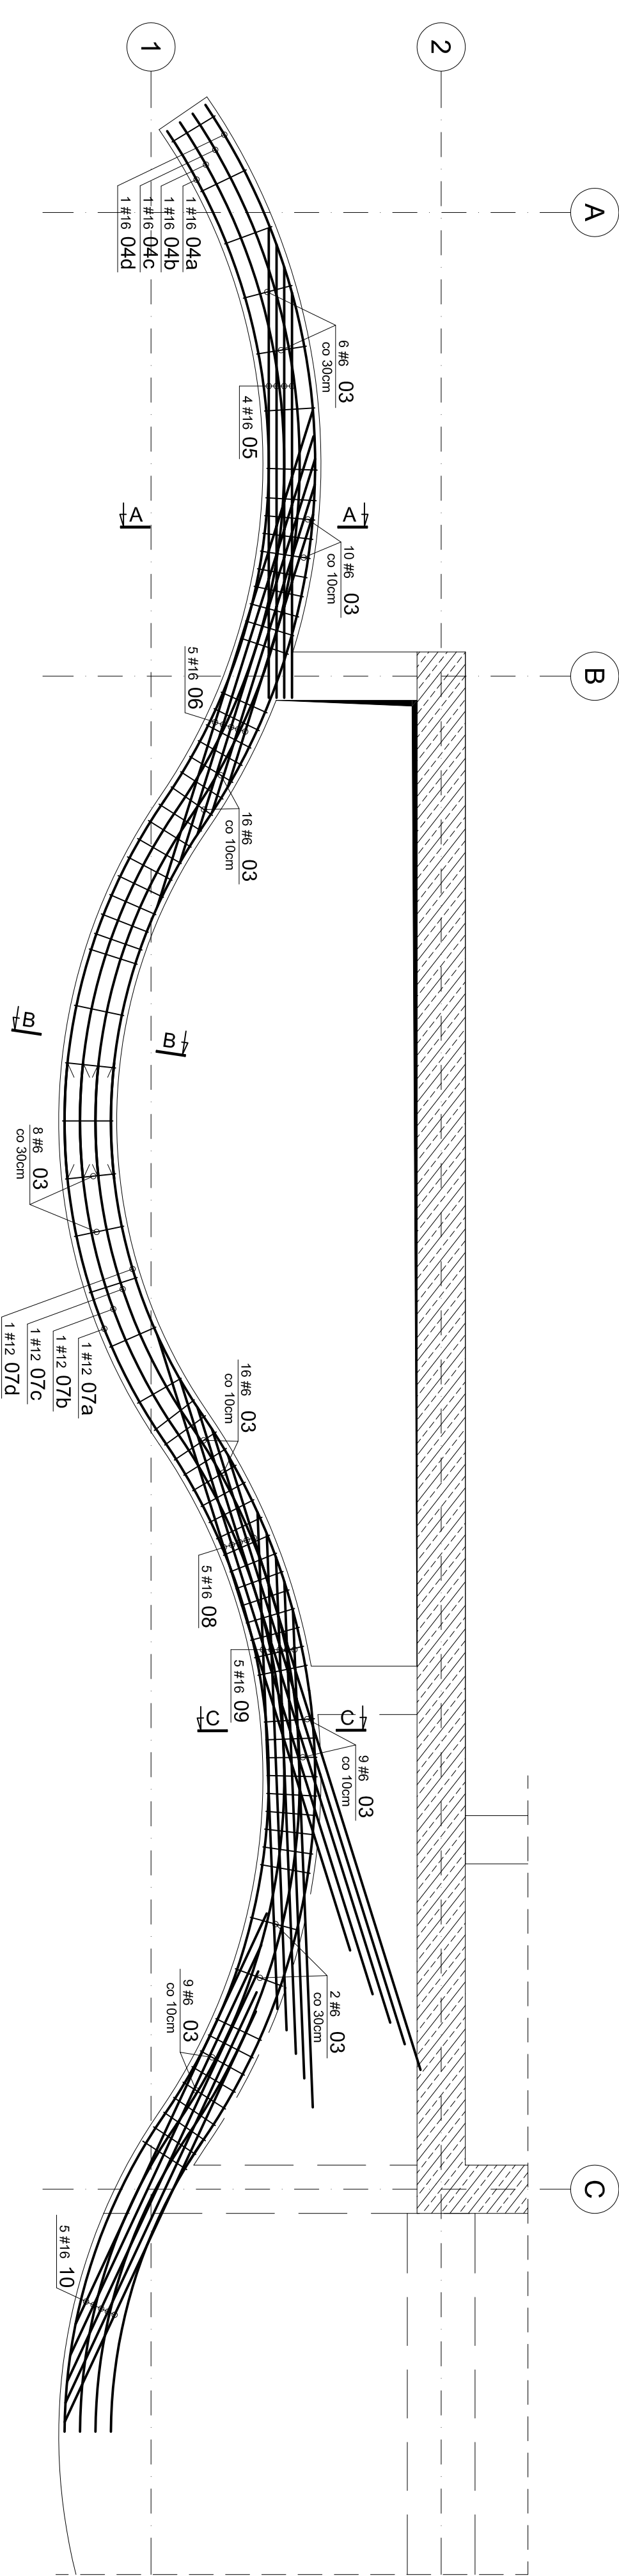 1
2
A
1 #16 04a
1 #16 04b
1 #16 04c
1 #16 04d
6 #6 03
co 30cm
4 #16 05
A
A
10 #6 03
co 10cm
B
5 #16 06
16 #6 03
co 10cm
B
B
8 #6 03
co 30cm
1 #12 07a
1 #12 07b
1 #12 07c
1 #12 07d
16 #6 03
co 10cm
5 #16 08
5 #16 09
C
C
9 #6 03
co 10cm
2 #6 03
co 30cm
9 #6 03
co 10cm
C
5 #16 10